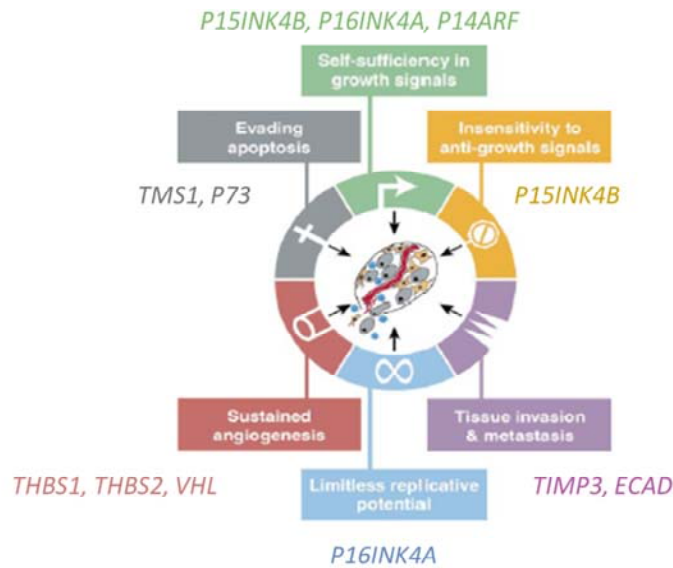 P15INK4B, P16INK4A, P14ARF
Self-sufficiency in
growth signals
Evading
apoptosis
Insensitivity to
anti-growth signals
TMS1, P73
P15INK4B
Sustained
angiogenesis
Tissue invasion
& metastasis
THBS1, THBS2, VHL
Limitless replicative
potential
TIMP3, ECAD
P16INK4A